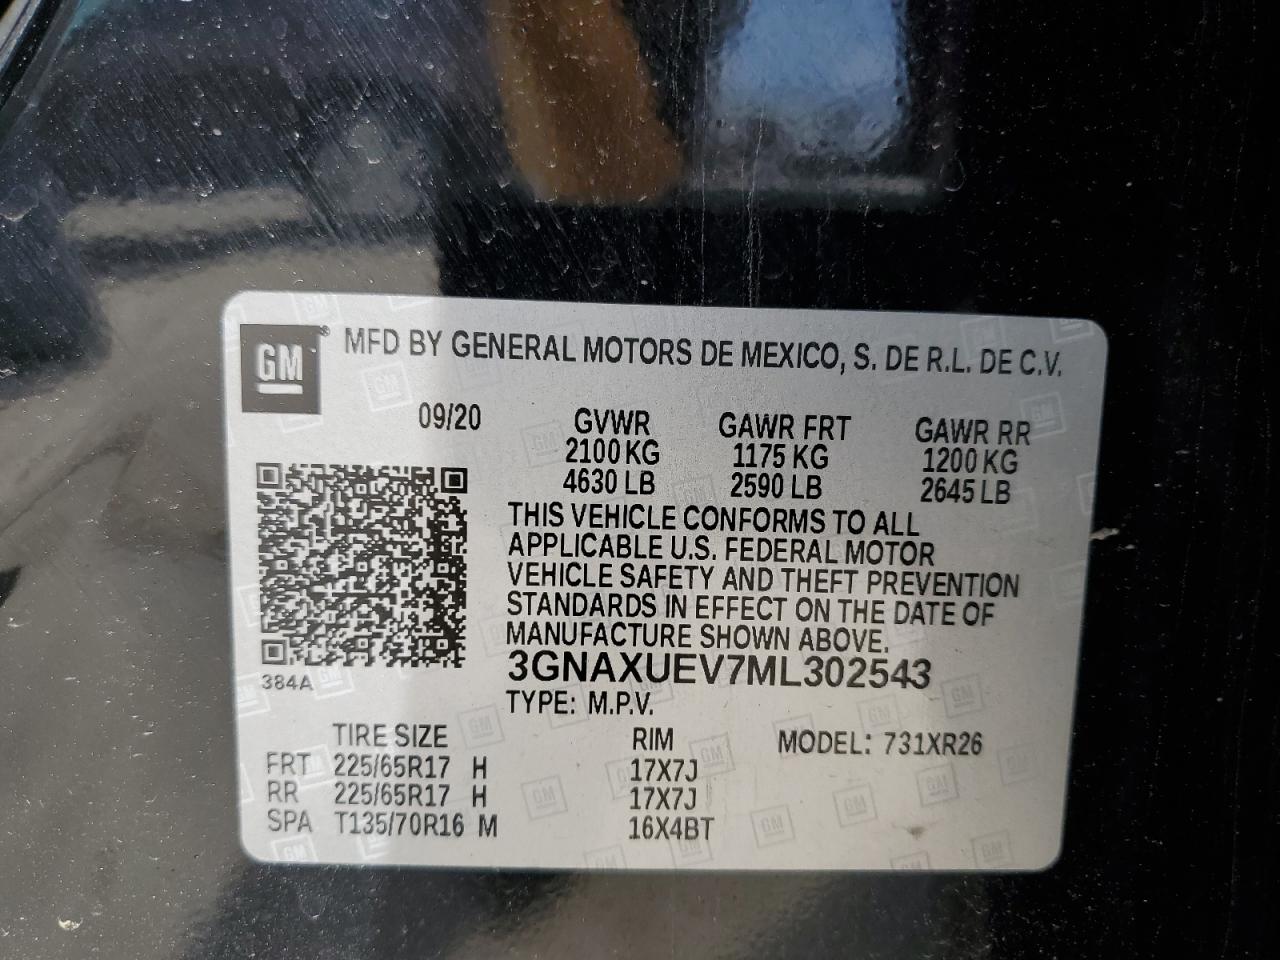 GM ® MFD BY GENERAL MOTORS DE MEXICO, S. DE R.L. DE C.V.
09/20 GVWR GAWR FRT GAWR RR
2100 KG 1175 KG 1200 KG
4630 LB 2590 LB 2645 LB
THIS VEHICLE CONFORMS TO ALL
APPLICABLE U.S. FEDERAL MOTOR
VEHICLE SAFETY AND THEFT PREVENTION
STANDARDS IN EFFECT ON THE DATE OF
MANUFACTURE SHOWN ABOVE.
3GNAXUEV7ML302543
384A
TYPE: M.P.V.
TIRE SIZE RIM MODEL: 731XR26
FRT 225/65R17 H 17X7J
RR 225/65R17 H 17X7J
SPA T135/70R16 M 16X4BT